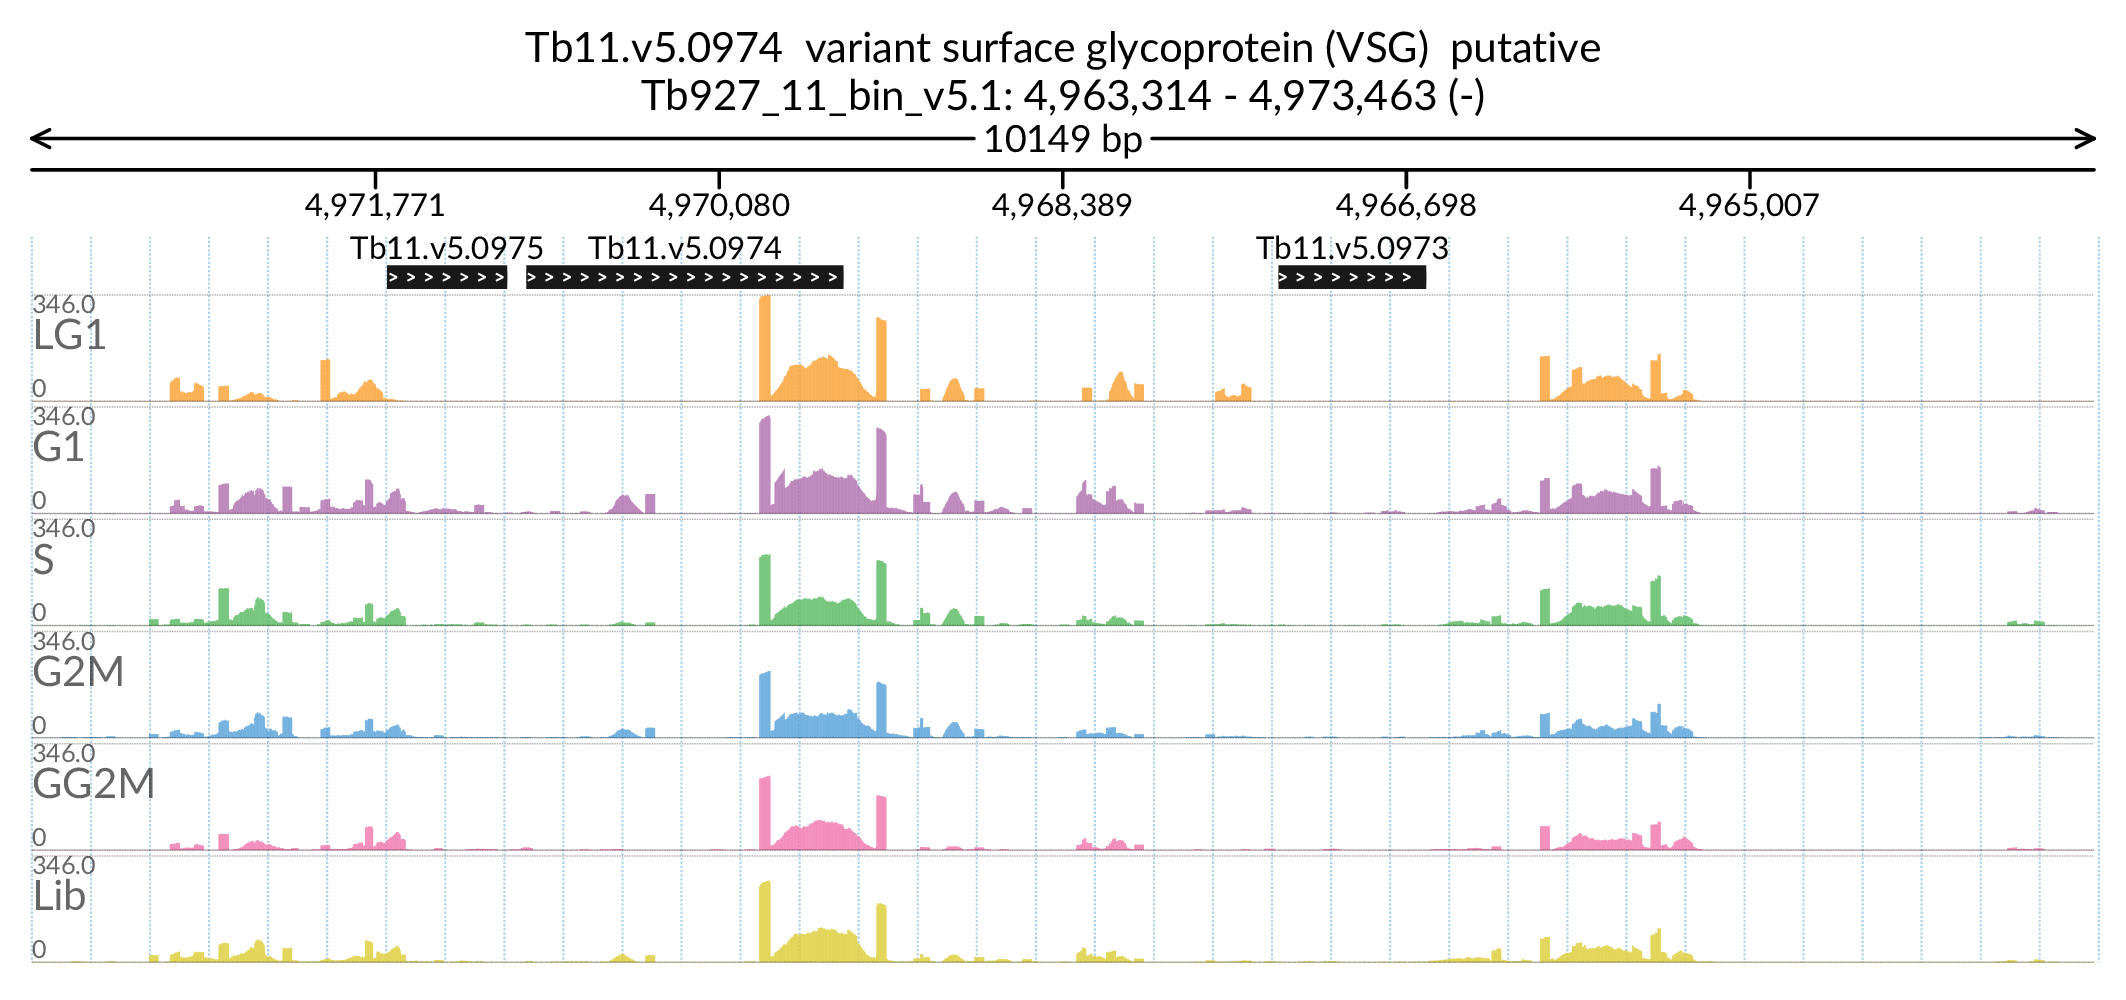 Tb11.v5.0974 variant surface glycoprotein (VSG) putative
Tb927_11_bin_v5.1: 4,963,314 - 4,973,463 (-)
10149 bp
4,971,771 4,970,080 4,968,389 4,966,698 4,965,007
Tb11.v5.0975 Tb11.v5.0974 Tb11.v5.0973
346.0
LG1
0
346.0
G1
0
346.0
S
0
346.0
G2M
0
346.0
GG2M
0
346.0
Lib
0